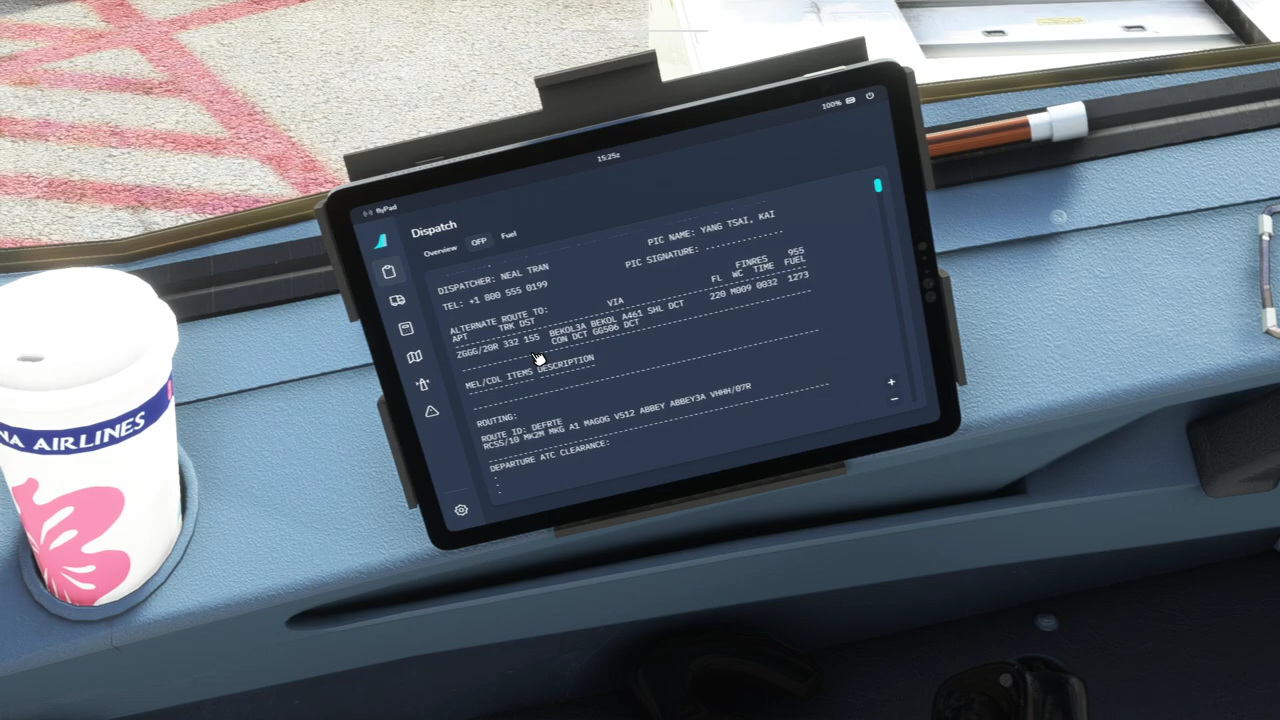 100%
15:25z
flyPad
Dispatch
Overview OFP Fuel
PIC NAME: YANG TSAI, KAI
DISPATCHER: NEAL TRAN
PIC SIGNATURE: ..............
TEL: +1 800 555 0199
FINRES 955
ALTERNATE ROUTE TO:
APT TRK DST VIA FL WC TIME FUEL
ZGGG/20R 332 155 BEKOL3A BEKOL A461 SHL DCT 220 M009 0032 1273
CON DCT GG506 DCT
MEL/CDL ITEMS DESCRIPTION
ROUTING:
ROUTE ID: DEFRTE
RCSS/10 MK2M MKG A1 MAGOG V512 ABBEY ABBEY3A VHHH/07R
DEPARTURE ATC CLEARANCE:
.
.
.
+
-
NA AIRLINES